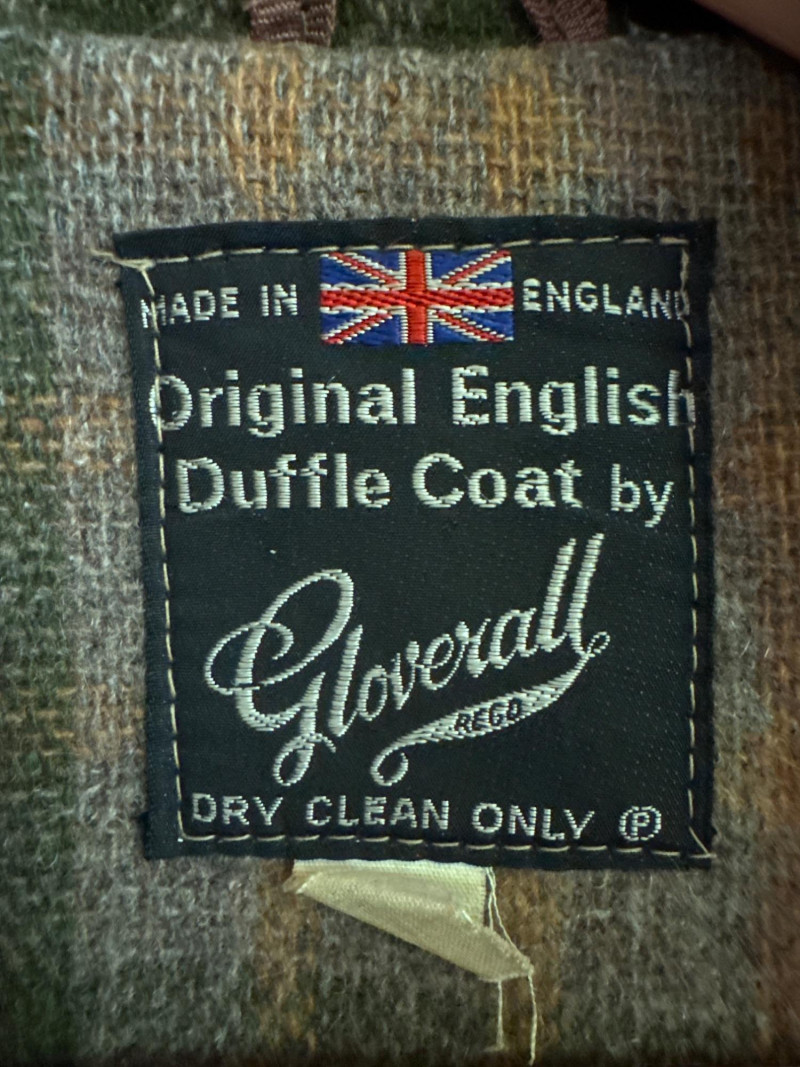 MADE IN ENGLAND
Original English
Duffle Coat by
Gloverall
REGD
DRY CLEAN ONLY Ⓟ